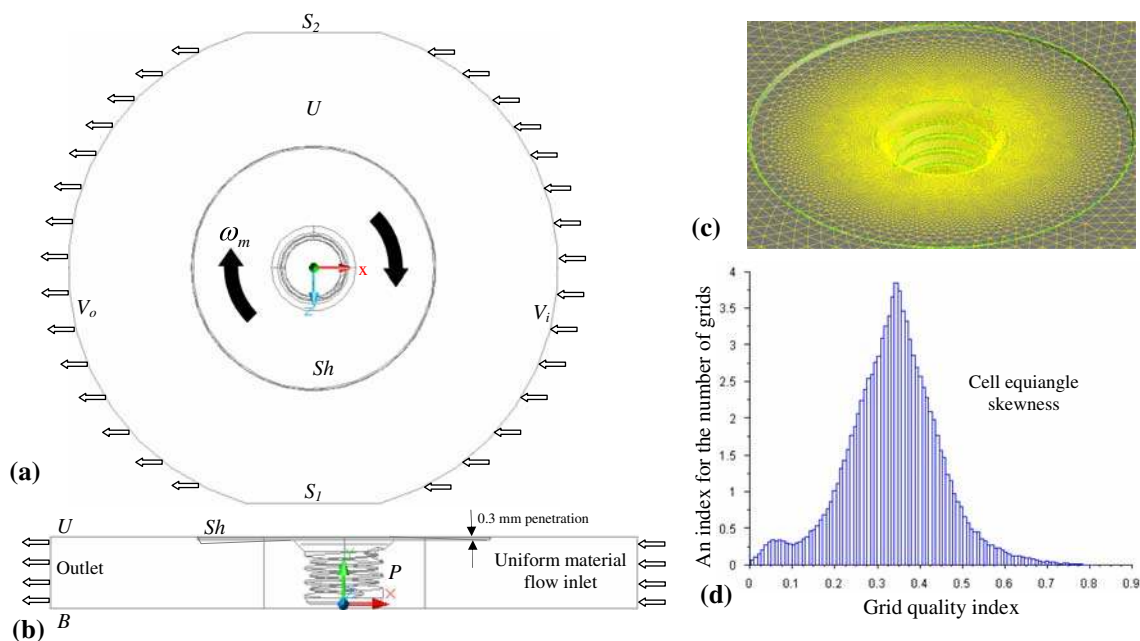 (a)
S₂
U
ωₘ
x
z
Vₒ
Vᵢ
Sh
S₁
U
Sh
0.3 mm penetration
Outlet
P
Uniform material
flow inlet
X
B
(b)
(c)
An index for the number of grids
4
3.5
3
2.5
2
1.5
1
0.5
0
Cell equiangle
skewness
0 0.1 0.2 0.3 0.4 0.5 0.6 0.7 0.8 0.9
(d)
Grid quality index